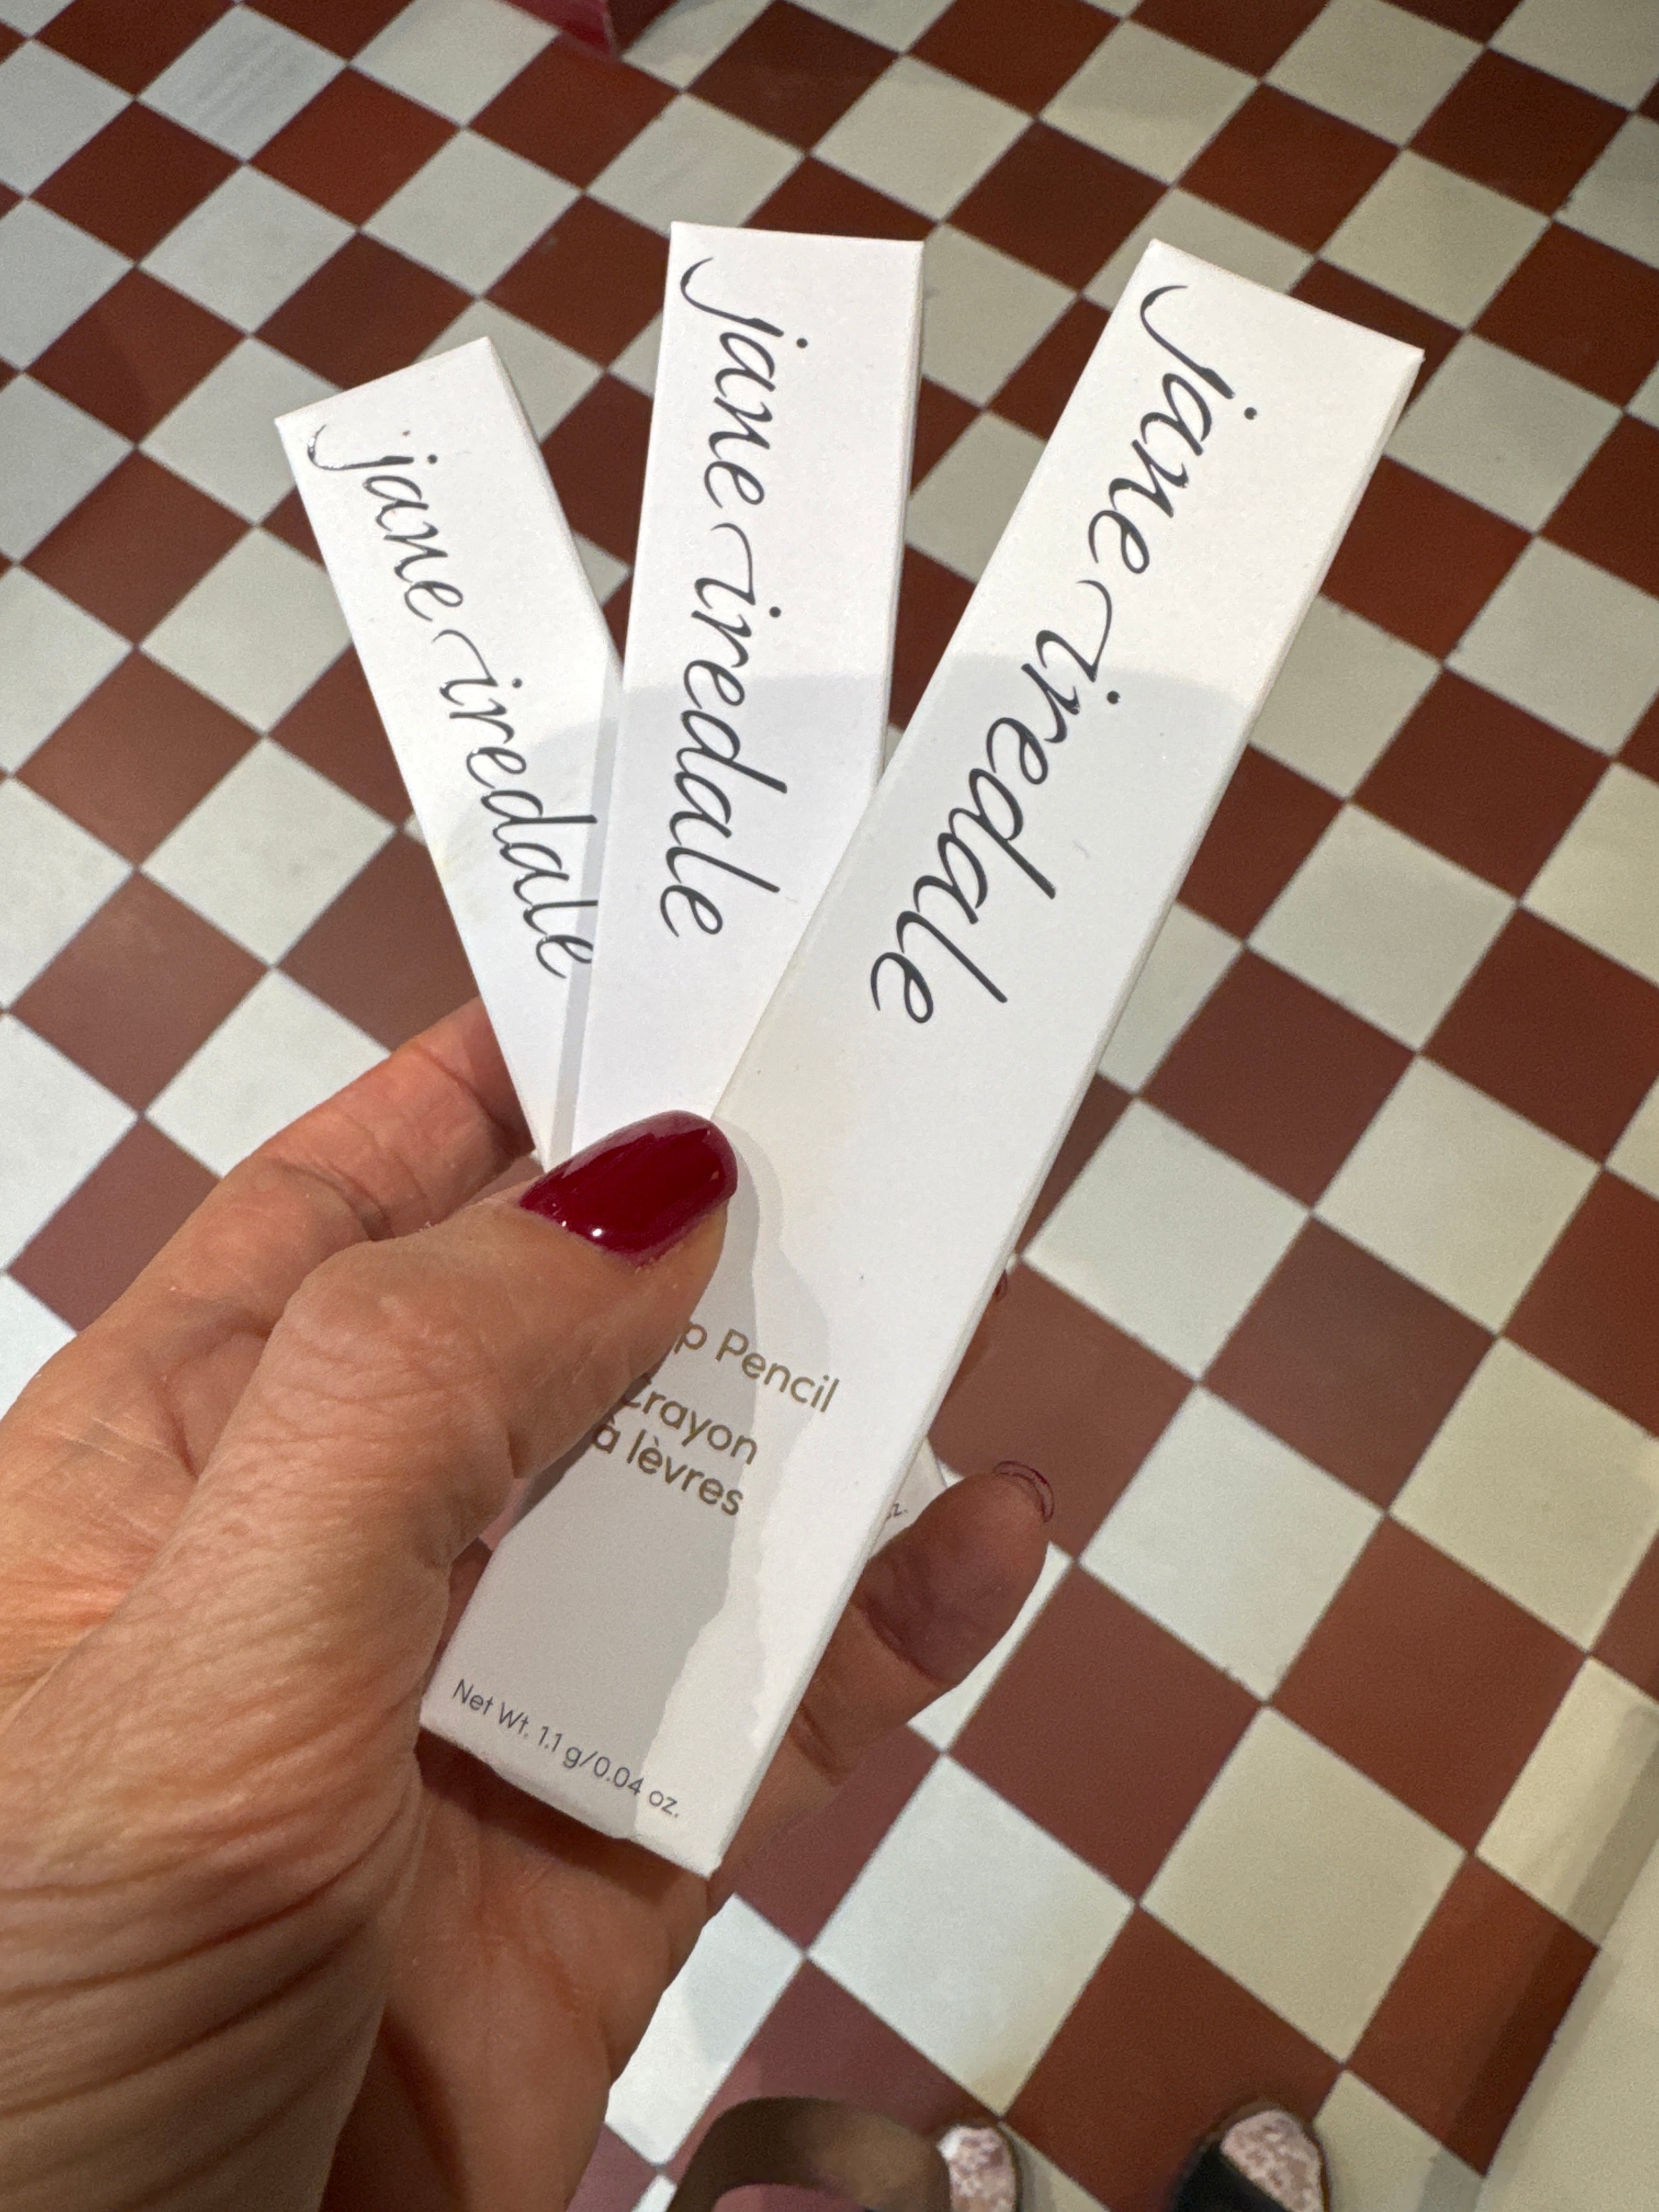 jane iredale
jane iredale
jane iredale
Pencil
Crayon
à lèvres
Net Wt. 1.1 g/0.04 oz.